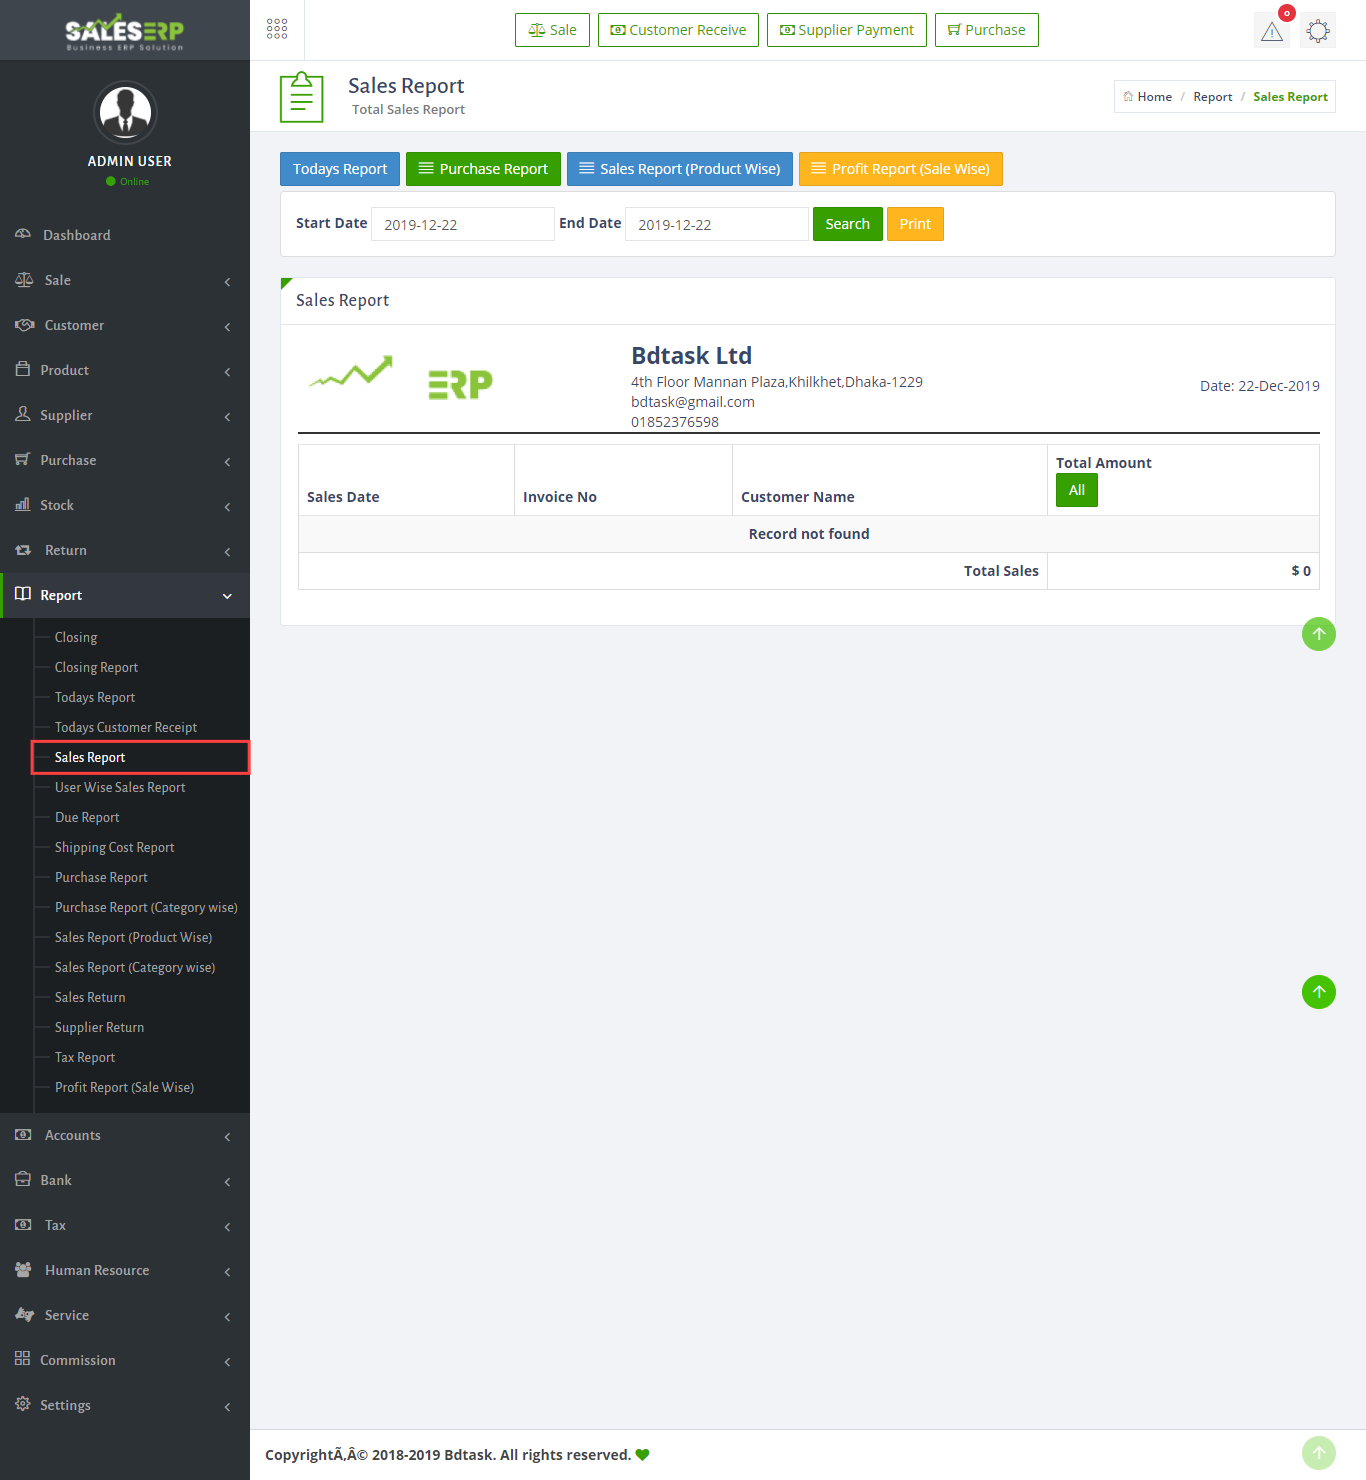 SALESERP
Business ERP Solution
ADMIN USER
Online
Dashboard
Sale
Customer
Product
Supplier
Purchase
Stock
Return
Report
Closing
Closing Report
Todays Report
Todays Customer Receipt
Sales Report
User Wise Sales Report
Due Report
Shipping Cost Report
Purchase Report
Purchase Report (Category wise)
Sales Report (Product Wise)
Sales Report (Category wise)
Sales Return
Supplier Return
Tax Report
Profit Report (Sale Wise)
Accounts
Bank
Tax
Human Resource
Service
Commission
Settings
Sale Customer Receive Supplier Payment Purchase
0
Sales Report
Total Sales Report
Home / Report / Sales Report
Todays Report Purchase Report Sales Report (Product Wise) Profit Report (Sale Wise)
Start Date 2019-12-22 End Date 2019-12-22 Search Print
Sales Report
ERP
Bdtask Ltd
4th Floor Mannan Plaza,Khilkhet,Dhaka-1229
bdtask@gmail.com
01852376598
Date: 22-Dec-2019
Sales Date Invoice No Customer Name Total Amount
All
Record not found
Total Sales $ 0
CopyrightÃ‚Â© 2018-2019 Bdtask. All rights reserved.